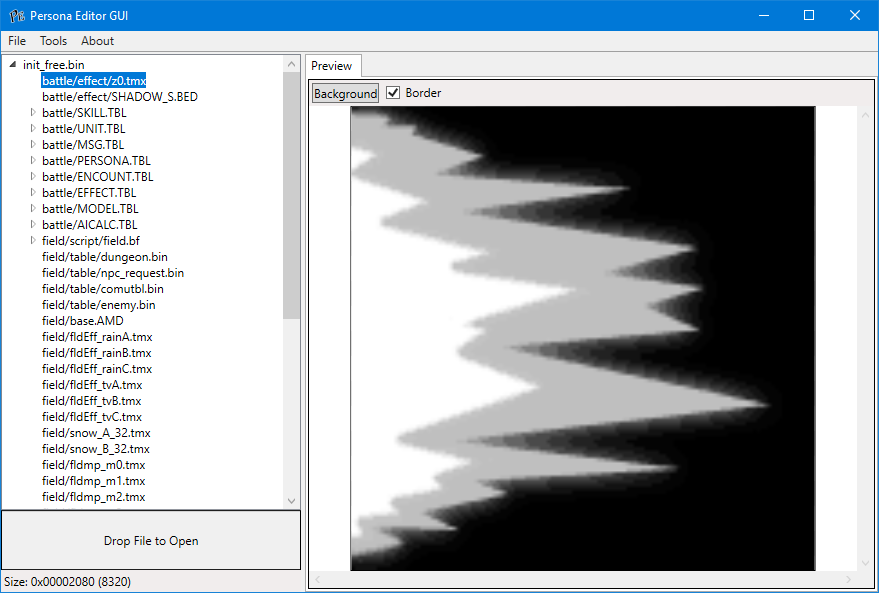 Persona Editor GUI
File Tools About
init_free.bin
battle/effect/z0.tmx
battle/effect/SHADOW_S.BED
battle/SKILL.TBL
battle/UNIT.TBL
battle/MSG.TBL
battle/PERSONA.TBL
battle/ENCOUNT.TBL
battle/EFFECT.TBL
battle/MODEL.TBL
battle/AICALC.TBL
field/script/field.bf
field/table/dungeon.bin
field/table/npc_request.bin
field/table/comutbl.bin
field/table/enemy.bin
field/base.AMD
field/fldEff_rainA.tmx
field/fldEff_rainB.tmx
field/fldEff_rainC.tmx
field/fldEff_tvA.tmx
field/fldEff_tvB.tmx
field/fldEff_tvC.tmx
field/snow_A_32.tmx
field/snow_B_32.tmx
field/fldmp_m0.tmx
field/fldmp_m1.tmx
field/fldmp_m2.tmx
Drop File to Open
Size: 0x00002080 (8320)
Preview
Background Border